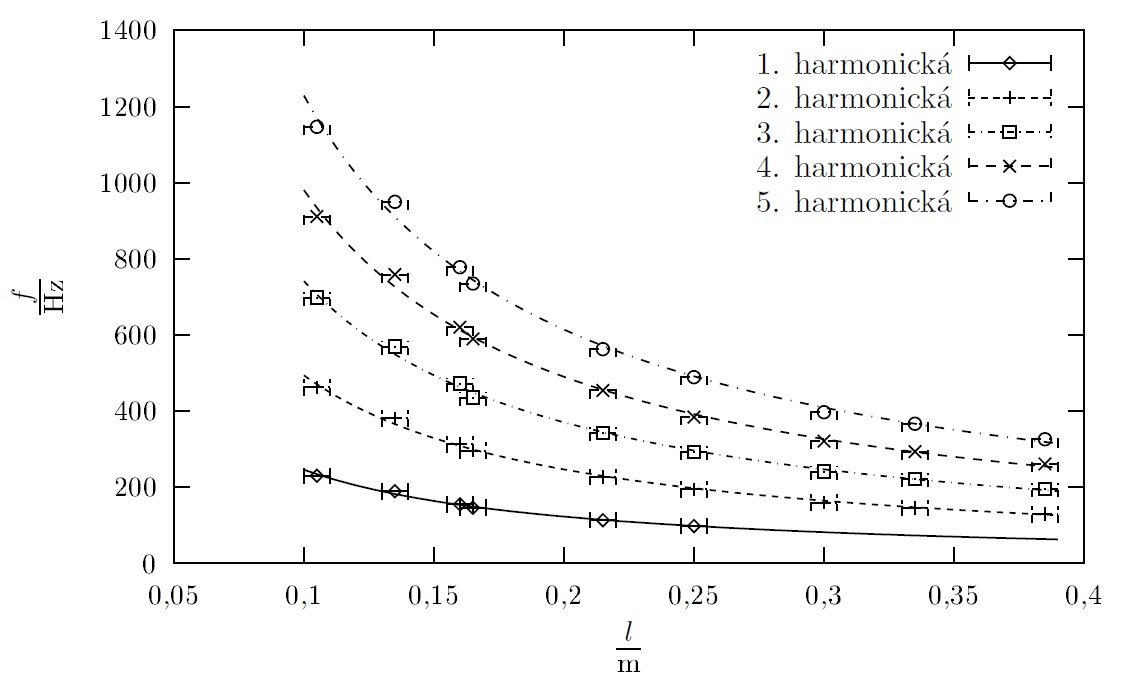 1400
1200
1000
800
600
400
200
0
f
Hz
1. harmonická
2. harmonická
3. harmonická
4. harmonická
5. harmonická
0,05 0,1 0,15 0,2 0,25 0,3 0,35 0,4
l
m